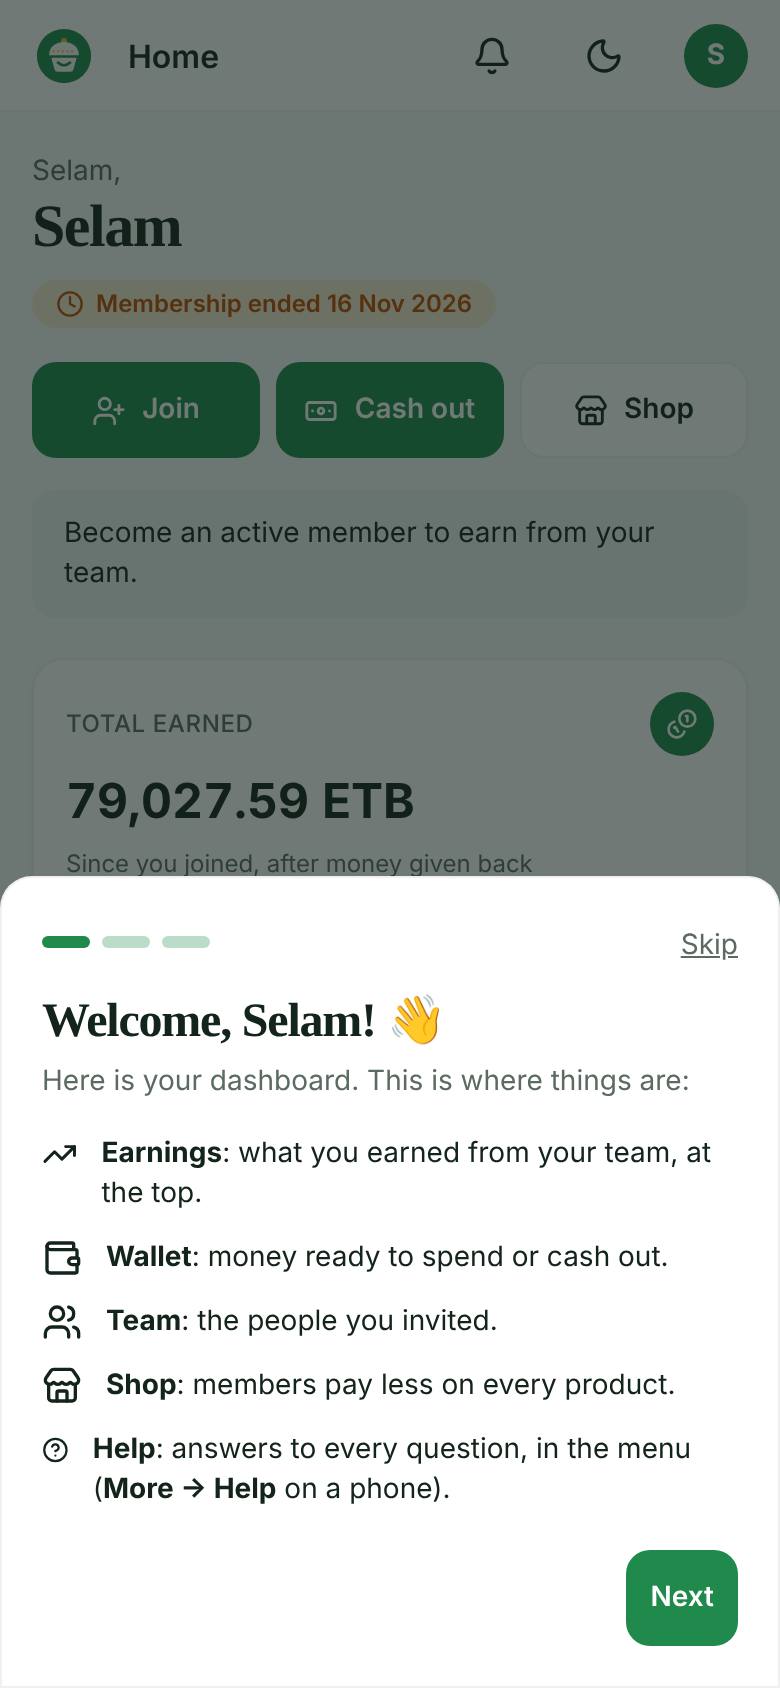 Home
S
Selam,
Selam
Membership ended 16 Nov 2026
Join
Cash out
Shop
Become an active member to earn from your
team.
TOTAL EARNED
79,027.59 ETB
Since you joined, after money given back
Skip
Welcome, Selam! 👋
Here is your dashboard. This is where things are:
Earnings: what you earned from your team, at
the top.
Wallet: money ready to spend or cash out.
Team: the people you invited.
Shop: members pay less on every product.
Help: answers to every question, in the menu
(More → Help on a phone).
Next